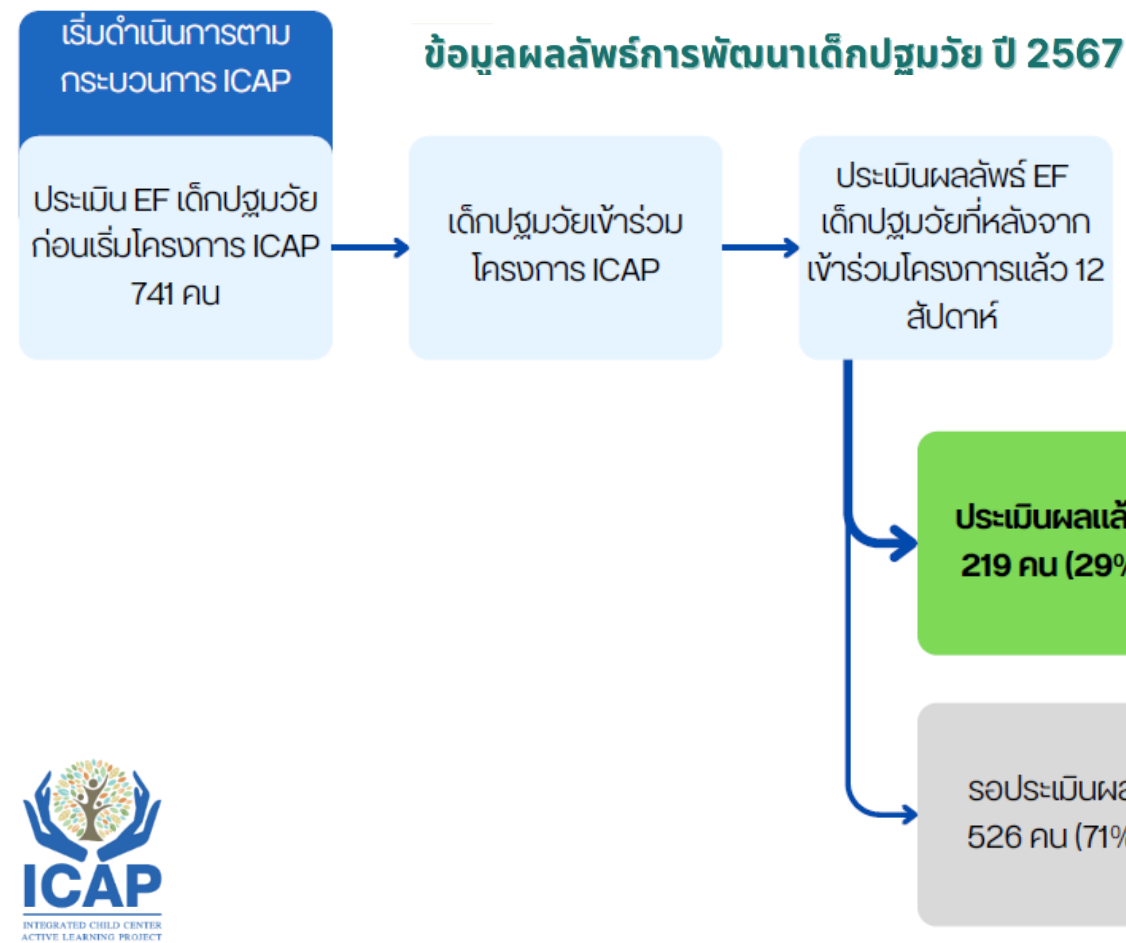 เริ่มดำเนินการตาม
กระบวนการ ICAP
ข้อมูลผลลัพธ์การพัฒนาเด็กปฐมวัย ปี 2567
ประเมิน EF เด็กปฐมวัย
ก่อนเริ่มโครงการ ICAP
741 คน
เด็กปฐมวัยเข้าร่วม
โครงการ ICAP
ประเมินผลลัพธ์ EF
เด็กปฐมวัยที่หลังจาก
เข้าร่วมโครงการแล้ว 12
สัปดาห์
ประเมินผลแล้
219 คน (29%
รอประเมินผล
526 คน (71%
ICAP
INTEGRATED CHILD CENTER
ACTIVE LEARNING PROJECT